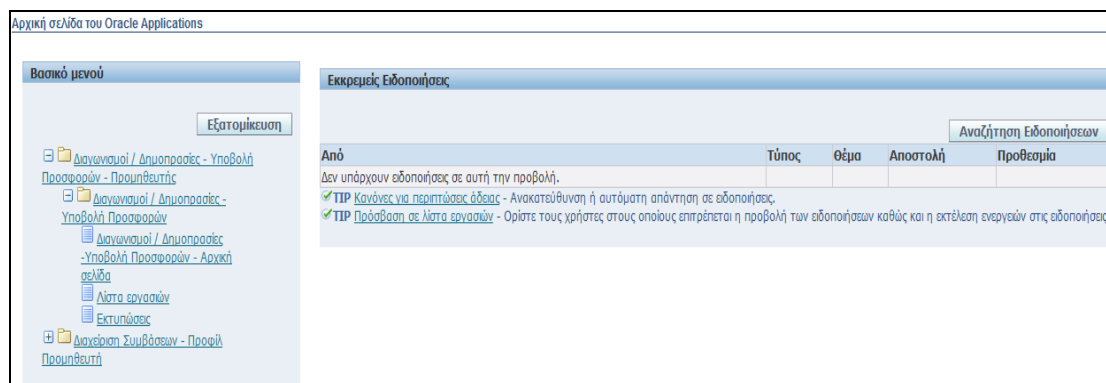 Αρχική σελίδα του Oracle Applications
Βασικό μενού
Εξατομίκευση
Διαγωνισμοί / Δημοπρασίες - Υποβολή
Προσφορών - Προμηθευτής
Διαγωνισμοί / Δημοπρασίες -
Υποβολή Προσφορών
Διαγωνισμοί / Δημοπρασίες
-Υποβολή Προσφορών - Αρχική
σελίδα
Λίστα εργασιών
Εκτυπώσεις
Διαχείριση Συμβάσεων - Προφίλ
Προμηθευτή
Εκκρεμείς Ειδοποιήσεις
Αναζήτηση Ειδοποιήσεων
Από Τύπος Θέμα Αποστολή Προθεσμία
Δεν υπάρχουν ειδοποιήσεις σε αυτή την προβολή.
TIP Κανόνες για περιπτώσεις άδειας - Ανακατεύθυνση ή αυτόματη απάντηση σε ειδοποιήσεις.
TIP Πρόσβαση σε λίστα εργασιών - Ορίστε τους χρήστες στους οποίους επιτρέπεται η προβολή των ειδοποιήσεων καθώς και η εκτέλεση ενεργειών στις ειδοποιήσεις